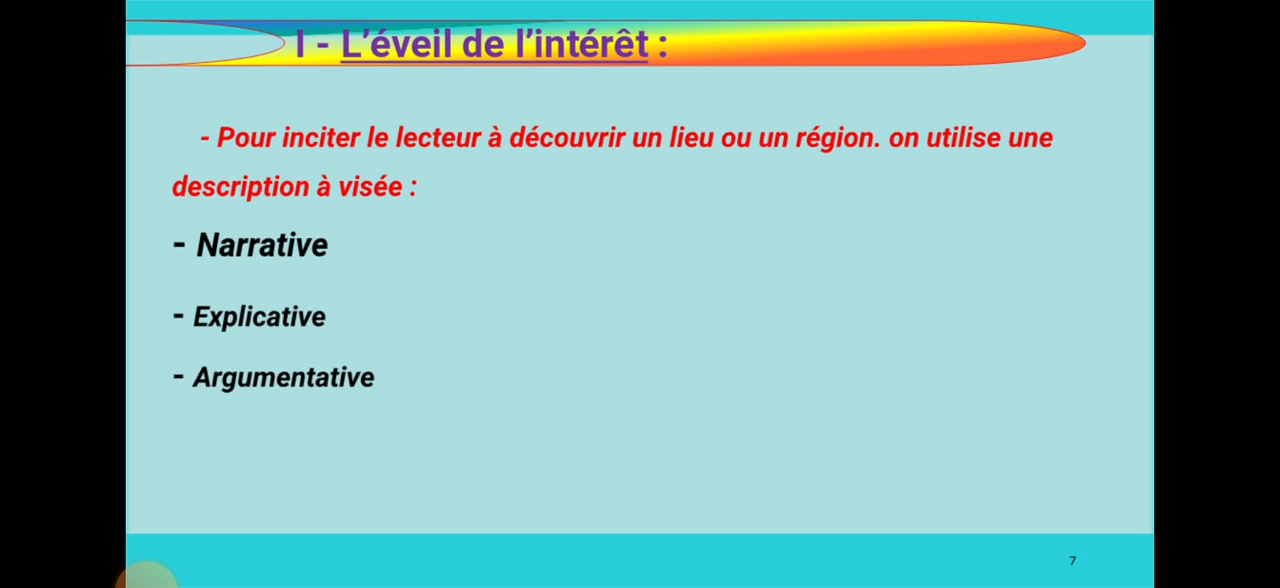 I - L’éveil de l’intérêt :
- Pour inciter le lecteur à découvrir un lieu ou un région. on utilise une
description à visée :
- Narrative
- Explicative
- Argumentative
7